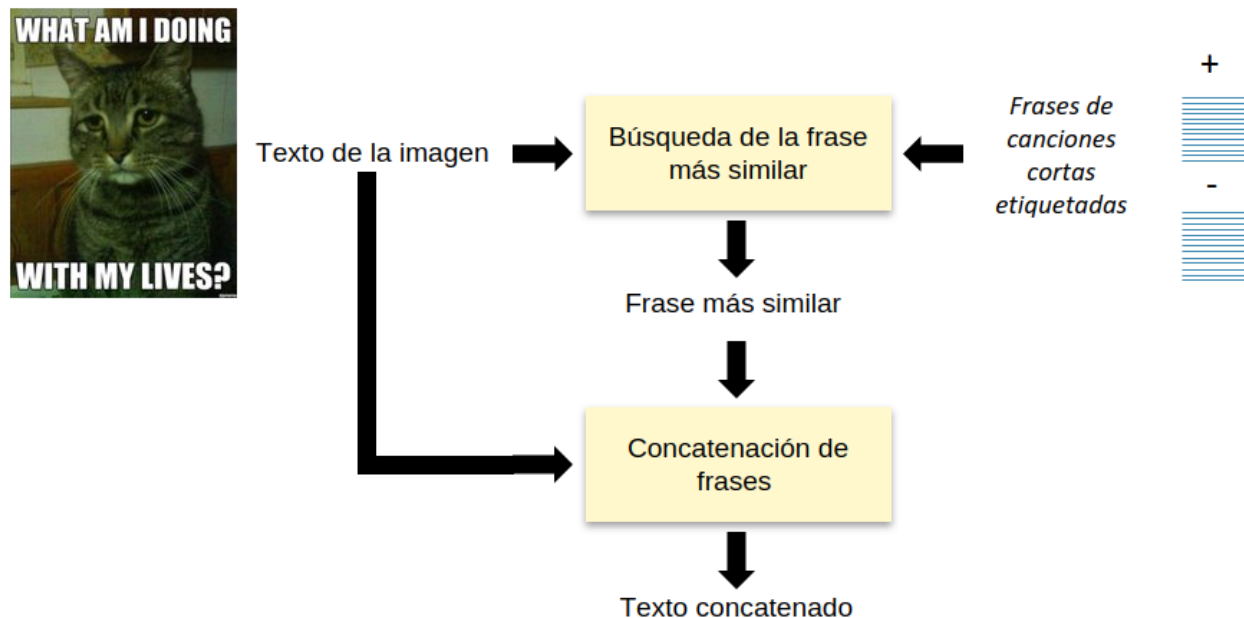 WHAT AM I DOING
WITH MY LIVES?
Texto de la imagen
Búsqueda de la frase
más similar
Frases de
canciones
cortas
etiquetadas
+
-
Frase más similar
Concatenación de
frases
Texto concatenado